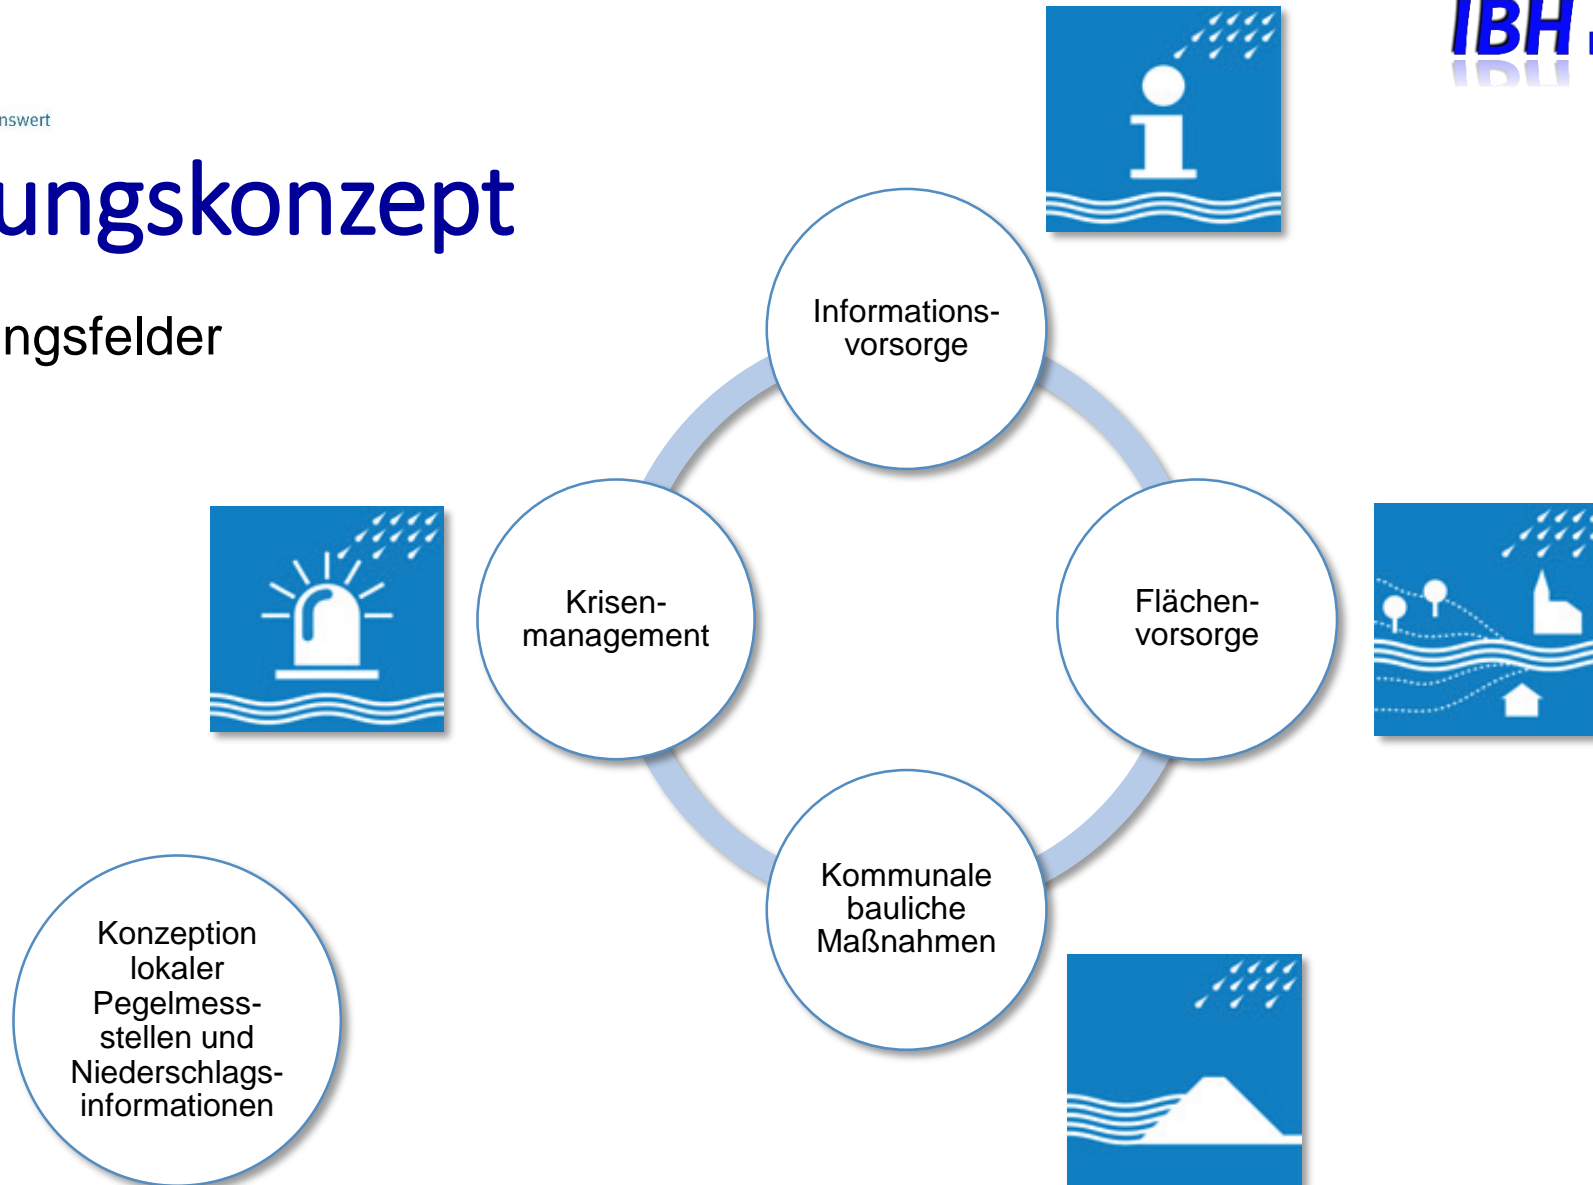 nswert
IBH
ungskonzept
ngsfelder
Informations-
vorsorge
Krisen-
management
Flächen-
vorsorge
Kommunale
bauliche
Maßnahmen
Konzeption
lokaler
Pegelmess-
stellen und
Niederschlags-
informationen